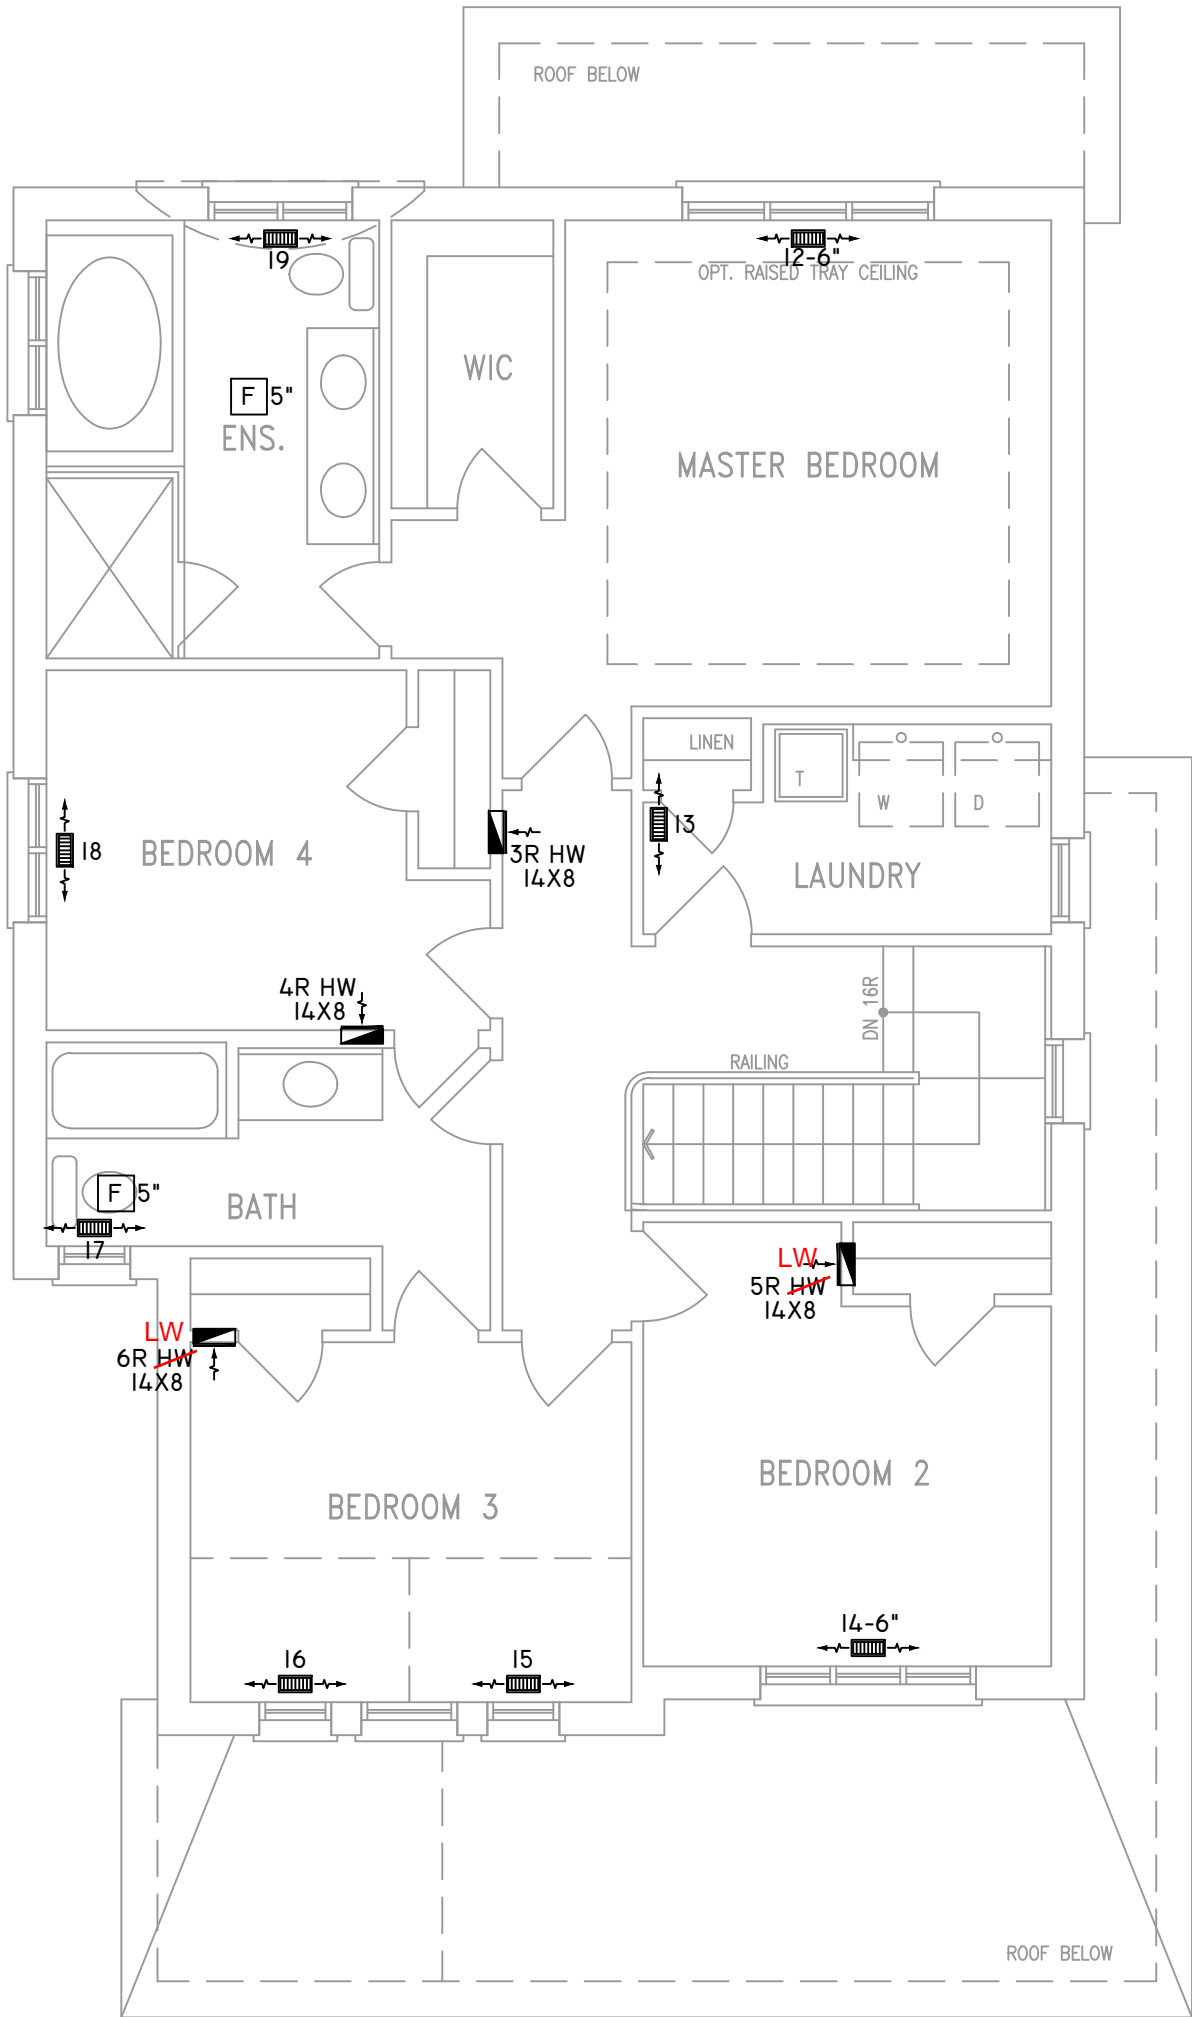 ROOF BELOW
19
12-6"
OPT. RAISED TRAY CEILING
WIC
F 5"
ENS.
MASTER BEDROOM
LINEN
T
W
D
13
18
BEDROOM 4
3R HW
14X8
LAUNDRY
4R HW
14X8
DN 16R
RAILING
F 5"
BATH
17
LW
5R HW
14X8
LW
6R HW
14X8
BEDROOM 2
BEDROOM 3
14-6"
16
15
ROOF BELOW